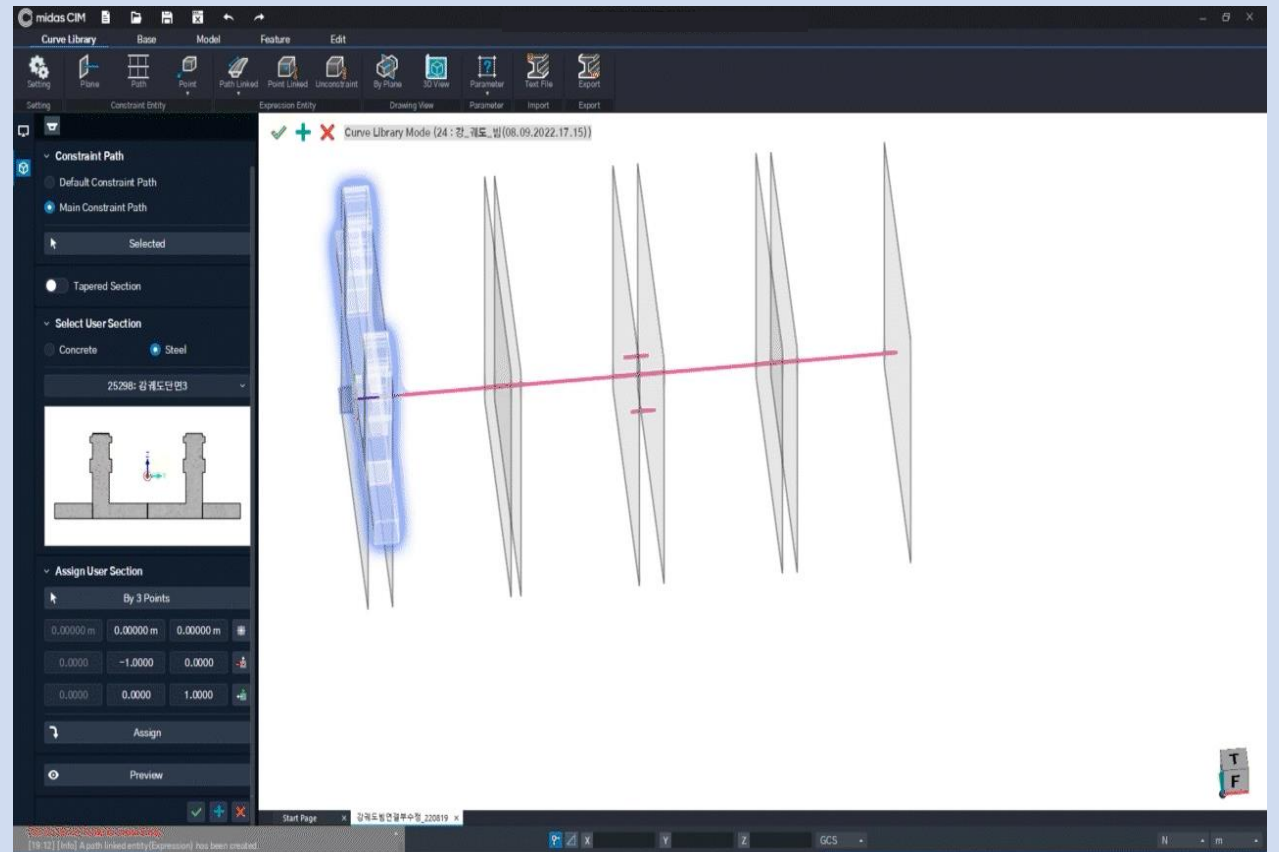 midas CIM
Curve Library Base Model Feature Edit
Setting Plane Path Point Path Linked Point Linked Unconstraint By Plane 3D View Parameter Text File Export
Setting Constraint Entity Expression Entity Drawing View Parameter Import Export
Curve Library Mode (24 : 강_궤도_빔(08.09.2022.17.15))
Constraint Path
Default Constraint Path
Main Constraint Path
Selected
Tapered Section
Select User Section
Concrete Steel
25298: 강궤도단면3
Assign User Section
By 3 Points
0.00000 m 0.00000 m 0.00000 m
0.0000 -1.0000 0.0000
0.0000 0.0000 1.0000
Assign
Preview
T
F
Start Page x 강궤도빔연결부수정_220819 x
[19:12] [Info] A path linked entity(Expression) has been created.
X Y Z GCS N m